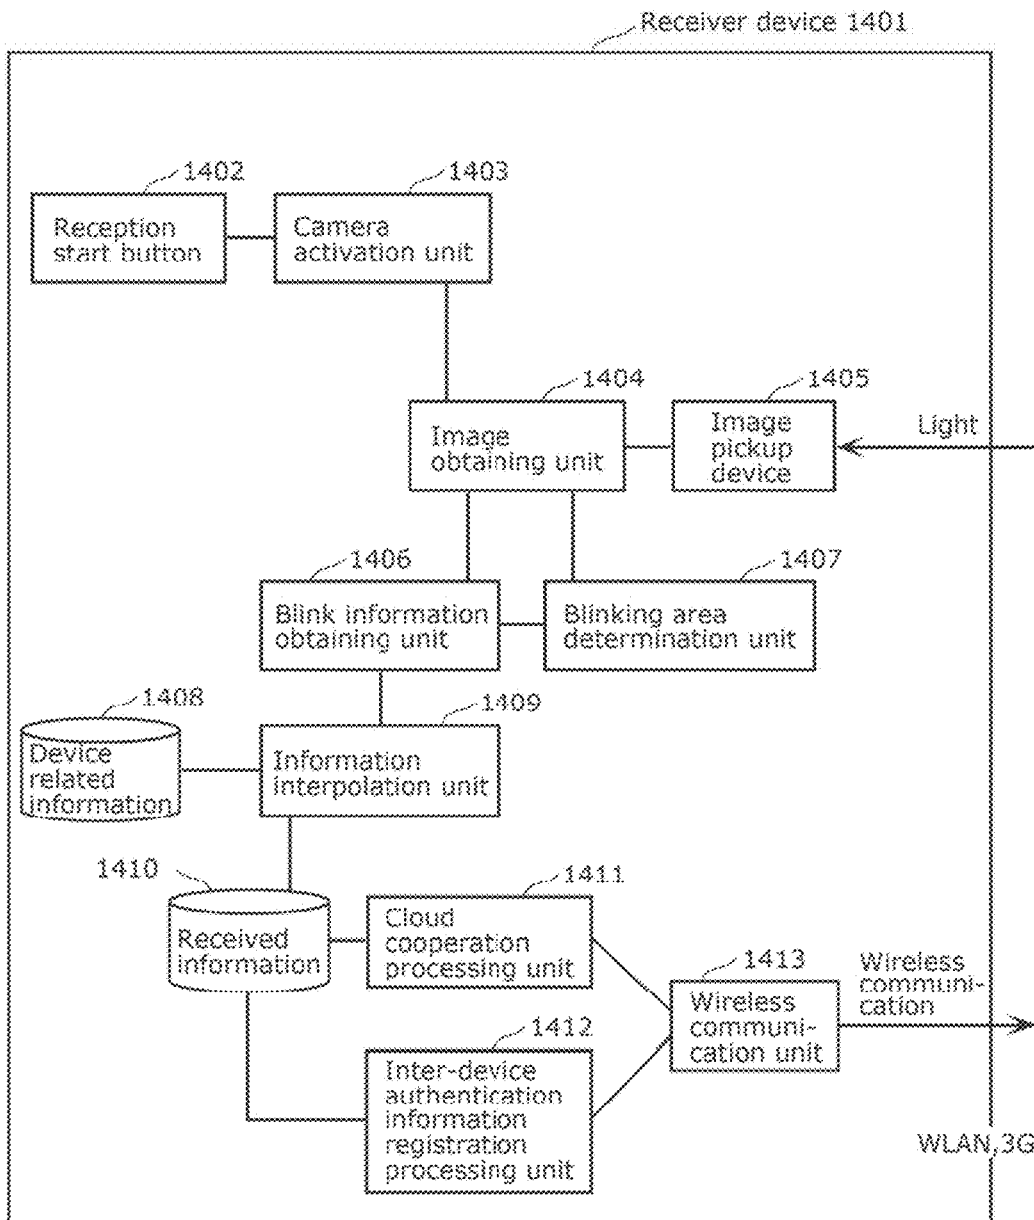 Receiver device 1401
1402
Reception
start button
1403
Camera
activation unit
1404
Image
obtaining unit
1405
Image
pickup
device
Light
1406
Blink information
obtaining unit
1407
Blinking area
determination unit
1408
Device
related
information
1409
Information
interpolation unit
1410
Received
information
1411
Cloud
cooperation
processing unit
1412
Inter-device
authentication
information
registration
processing unit
1413
Wireless
communi-
cation unit
Wireless
communi-
cation
WLAN,3G